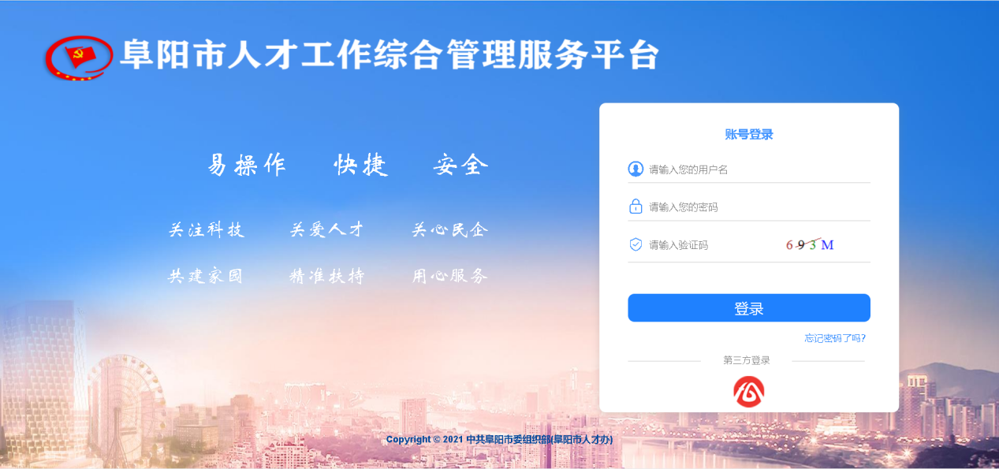 阜阳市人才工作综合管理服务平台
易操作 快捷 安全
关注科技 关爱人才 关心民企
共建家园 精准扶持 用心服务
账号登录
请输入您的用户名
请输入您的密码
请输入验证码 693M
登录
忘记密码了吗?
第三方登录
Copyright © 2021 中共阜阳市委组织部(阜阳市人才办)